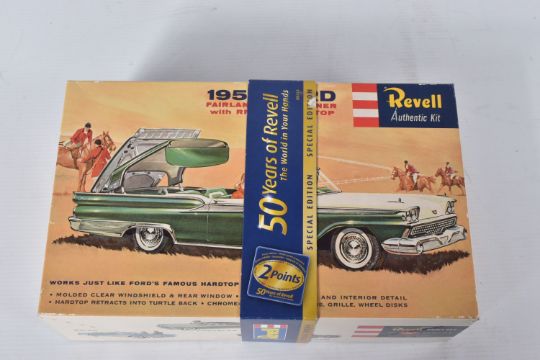 195 D
FAIRLAN NER
with R TOP
Revell
Authentic Kit
WORKS JUST LIKE FORD'S FAMOUS HARDTOP
• MOLDED CLEAR WINDSHIELD & REAR WINDOW •
AND INTERIOR DETAIL
• HARDTOP RETRACTS INTO TURTLE BACK • CHROME
GRILLE, WHEEL DISKS
50 Years of Revell
The World in Your Hands
SPECIAL EDITION SPECIAL EDITION
2 Points
50 Years of Revell